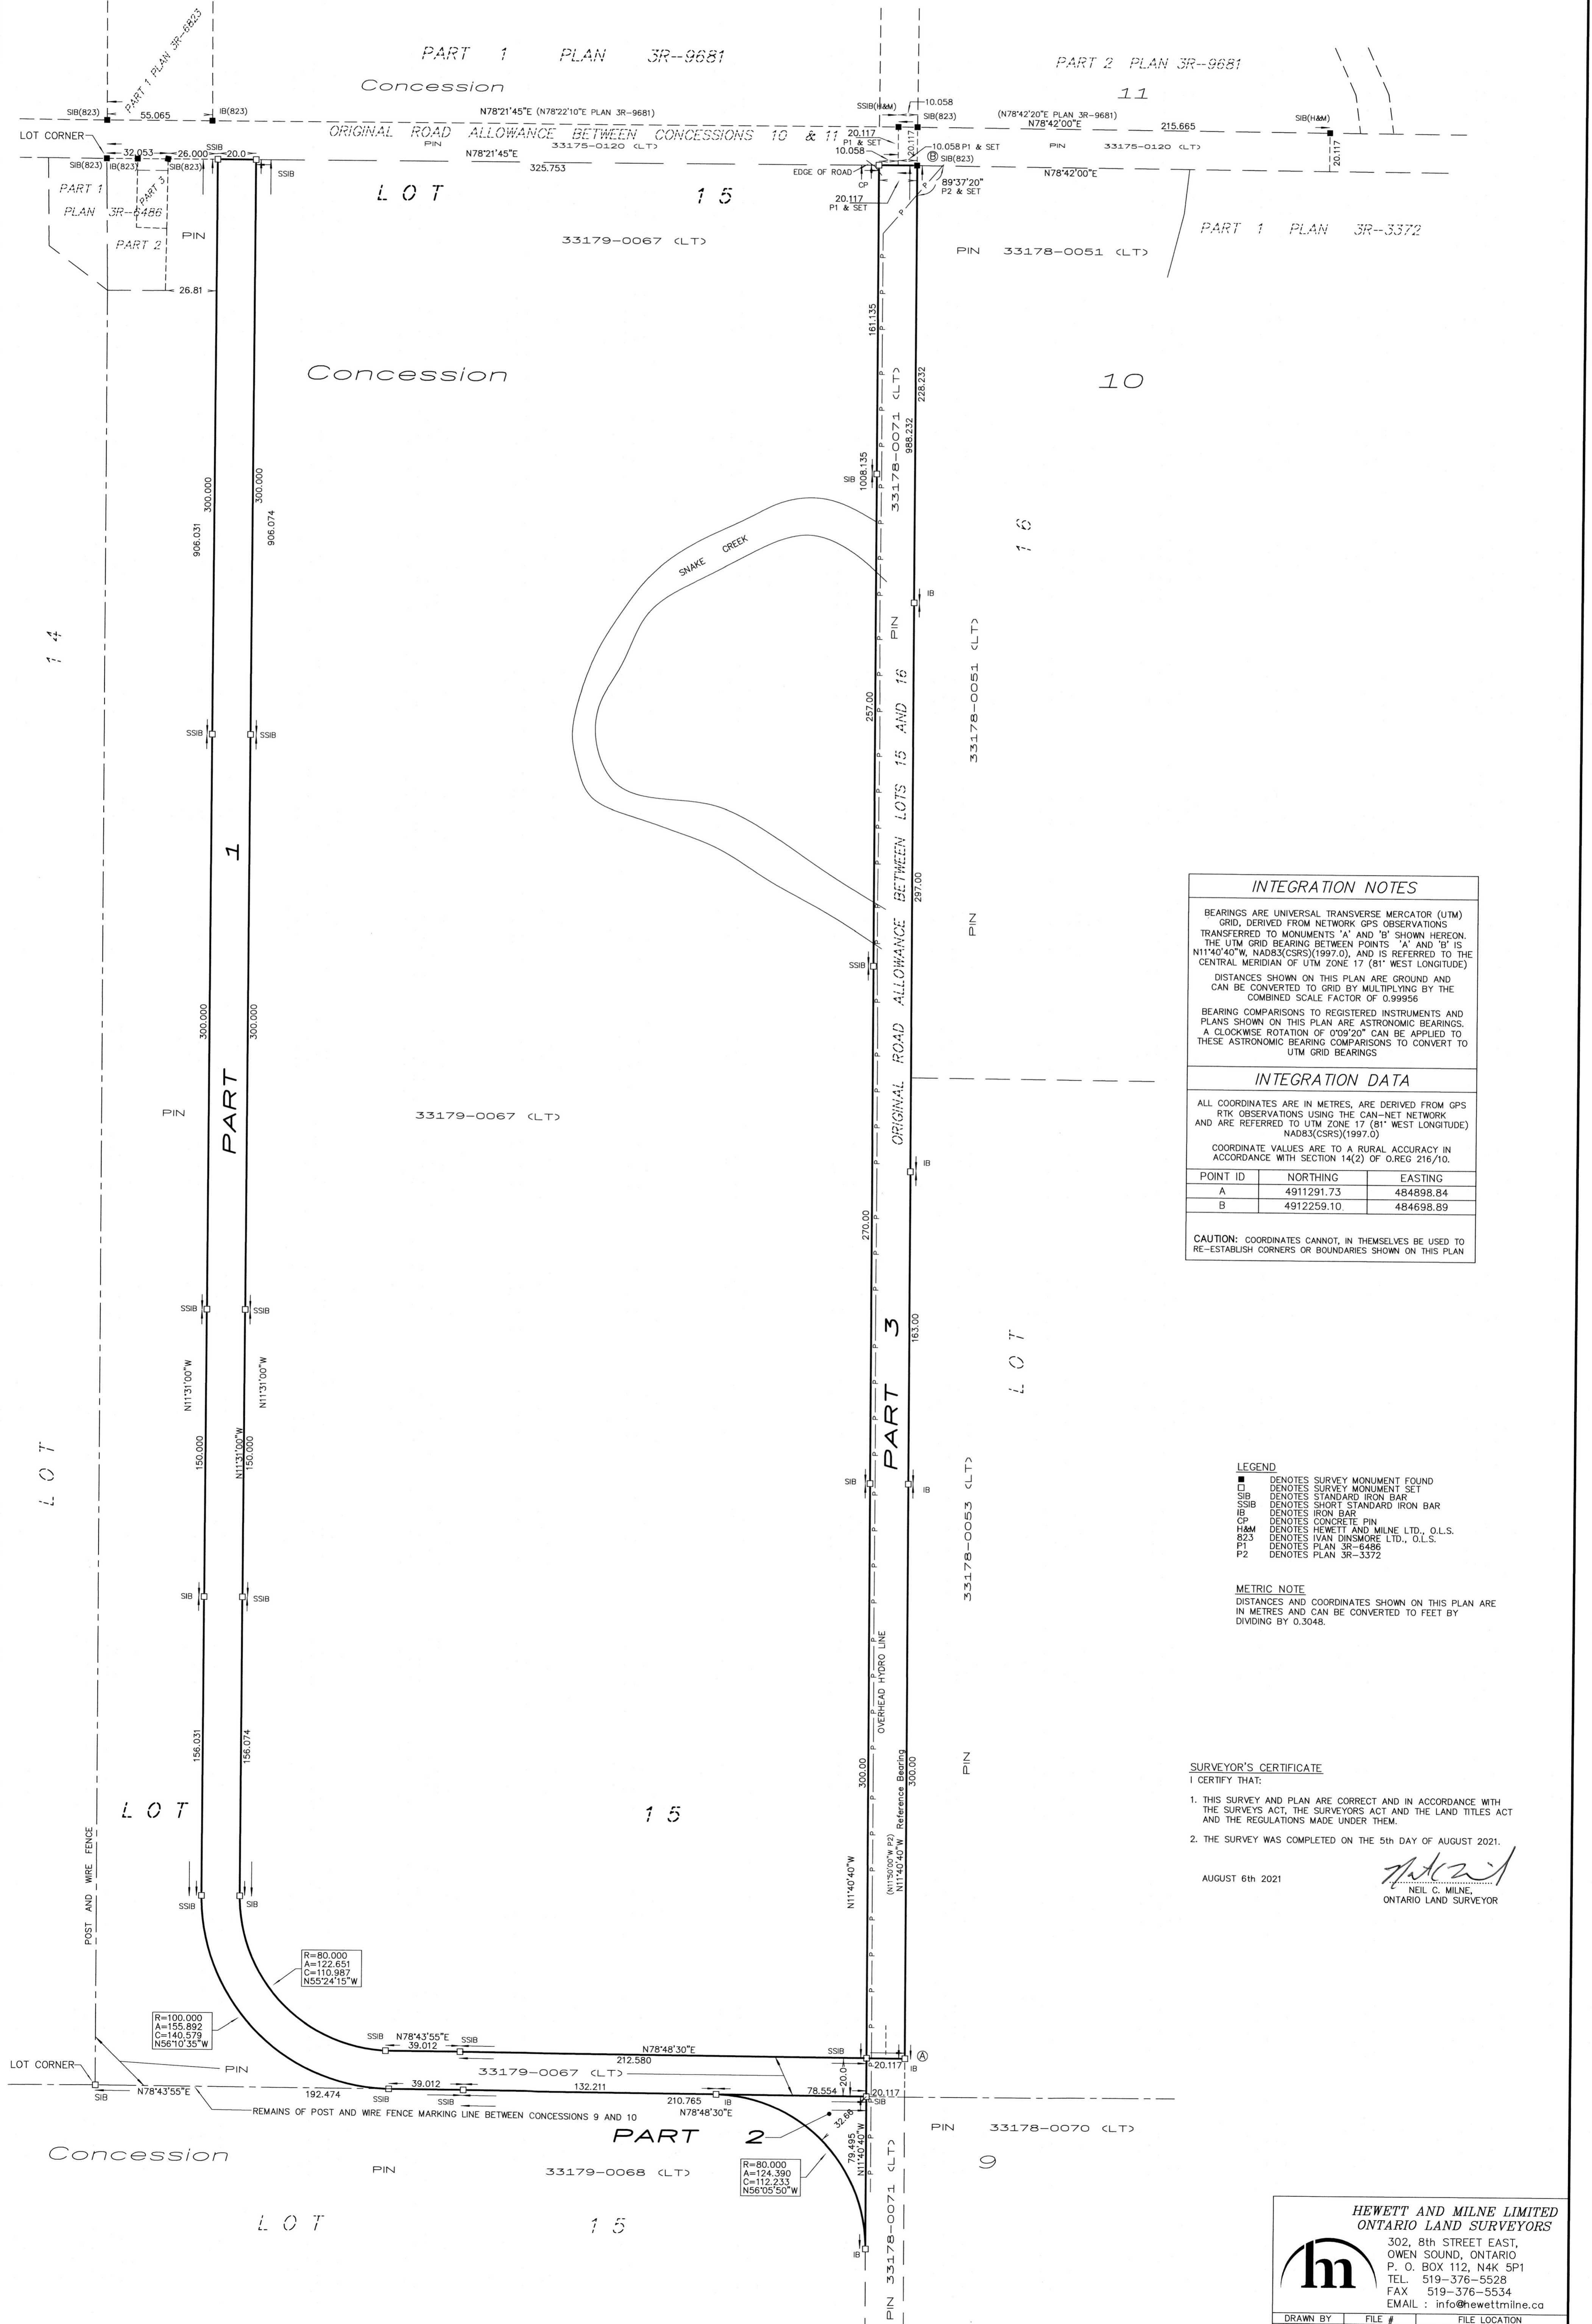 PART 1 PLAN 3R-6823
PART 1 PLAN 3R--9681
PART 2 PLAN 3R--9681
Concession
11
SIB(823)
55.065
IB(823)
N78°21'45"E (N78°22'10"E PLAN 3R-9681)
SSIB(H&M)
10.058
SIB(823)
(N78°42'20"E PLAN 3R-9681)
N78°42'00"E
215.665
SIB(H&M)
LOT CORNER
ORIGINAL ROAD ALLOWANCE BETWEEN CONCESSIONS 10 & 11
20.117
P1 & SET
20.117
20.117
32.053
26.000
SSIB
20.0
PIN 33175-0120 (LT)
10.058
10.058 P1 & SET
PIN 33175-0120 (LT)
SIB(823)
IB(823)
SIB(823)
SSIB
N78°21'45"E
325.753
EDGE OF ROAD
B
SIB(823)
N78°42'00"E
CP
89°37'20"
P2 & SET
20.117
P1 & SET
PART 1
PLAN 3R-6486
PART 3
PART 2
PIN
LOT 15
33179-0067 (LT)
PIN 33178-0051 (LT)
PART 1 PLAN 3R--3372
26.81
161.135
228.232
Concession
10
33178-0071 (LT)
988.232
1008.135
SIB
300.000
300.000
906.031
906.074
SNAKE CREEK
16
IB
PIN
14
33178-0051 (LT)
257.00
SSIB
SSIB
1
297.00
PIN
SSIB
ORIGINAL ROAD ALLOWANCE BETWEEN LOTS 15 AND 16
300.000
300.000
PART
PIN
33179-0067 (LT)
IB
270.00
SSIB
SSIB
3
163.00
LOT
N11°31'00"W
N11°31'00"W
PART
150.000
N11°31'00"W
150.000
LOT
SIB
IB
33178-0053 (LT)
SIB
SSIB
OVERHEAD HYDRO LINE
156.031
156.074
300.00
300.00
PIN
LOT
15
POST AND WIRE FENCE
N11°40'40"W
(N11°50'00"W P2)
N11°40'40"W Reference Bearing
SSIB
SIB
R=80.000
A=122.651
C=110.987
N55°24'15"W
R=100.000
A=155.892
C=140.579
N56°10'35"W
SSIB
N78°43'55"E
39.012
SSIB
N78°48'30"E
212.580
SSIB
A
20.117
IB
LOT CORNER
PIN
33179-0067 (LT)
20.0
SIB
N78°43'55"E
192.474
39.012
SSIB
SSIB
132.211
210.765
IB
N78°48'30"E
78.554
20.117
SIB
REMAINS OF POST AND WIRE FENCE MARKING LINE BETWEEN CONCESSIONS 9 AND 10
PART 2
32.66
79.495
N11°40'40"W
PIN 33178-0070 (LT)
Concession
9
PIN
33179-0068 (LT)
R=80.000
A=124.390
C=112.233
N56°05'50"W
LOT
15
IB
PIN 33178-0071 (LT)
INTEGRATION NOTES
BEARINGS ARE UNIVERSAL TRANSVERSE MERCATOR (UTM)
GRID, DERIVED FROM NETWORK GPS OBSERVATIONS
TRANSFERRED TO MONUMENTS 'A' AND 'B' SHOWN HEREON.
THE UTM GRID BEARING BETWEEN POINTS 'A' AND 'B' IS
N11°40'40"W, NAD83(CSRS)(1997.0), AND IS REFERRED TO THE
CENTRAL MERIDIAN OF UTM ZONE 17 (81° WEST LONGITUDE)
DISTANCES SHOWN ON THIS PLAN ARE GROUND AND
CAN BE CONVERTED TO GRID BY MULTIPLYING BY THE
COMBINED SCALE FACTOR OF 0.99956
BEARING COMPARISONS TO REGISTERED INSTRUMENTS AND
PLANS SHOWN ON THIS PLAN ARE ASTRONOMIC BEARINGS.
A CLOCKWISE ROTATION OF 0°09'20" CAN BE APPLIED TO
THESE ASTRONOMIC BEARING COMPARISONS TO CONVERT TO
UTM GRID BEARINGS
INTEGRATION DATA
ALL COORDINATES ARE IN METRES, ARE DERIVED FROM GPS
RTK OBSERVATIONS USING THE CAN-NET NETWORK
AND ARE REFERRED TO UTM ZONE 17 (81° WEST LONGITUDE)
NAD83(CSRS)(1997.0)
COORDINATE VALUES ARE TO A RURAL ACCURACY IN
ACCORDANCE WITH SECTION 14(2) OF O.REG 216/10.
POINT ID NORTHING EASTING
A 4911291.73 484898.84
B 4912259.10 484698.89
CAUTION: COORDINATES CANNOT, IN THEMSELVES BE USED TO
RE-ESTABLISH CORNERS OR BOUNDARIES SHOWN ON THIS PLAN
LEGEND
■ DENOTES SURVEY MONUMENT FOUND
□ DENOTES SURVEY MONUMENT SET
SIB DENOTES STANDARD IRON BAR
SSIB DENOTES SHORT STANDARD IRON BAR
IB DENOTES IRON BAR
CP DENOTES CONCRETE PIN
H&M DENOTES HEWETT AND MILNE LTD., O.L.S.
823 DENOTES IVAN DINSMORE LTD., O.L.S.
P1 DENOTES PLAN 3R-6486
P2 DENOTES PLAN 3R-3372
METRIC NOTE
DISTANCES AND COORDINATES SHOWN ON THIS PLAN ARE
IN METRES AND CAN BE CONVERTED TO FEET BY
DIVIDING BY 0.3048.
SURVEYOR'S CERTIFICATE
I CERTIFY THAT:
1. THIS SURVEY AND PLAN ARE CORRECT AND IN ACCORDANCE WITH
THE SURVEYS ACT, THE SURVEYORS ACT AND THE LAND TITLES ACT
AND THE REGULATIONS MADE UNDER THEM.
2. THE SURVEY WAS COMPLETED ON THE 5th DAY OF AUGUST 2021.
AUGUST 6th 2021
NEIL C. MILNE,
ONTARIO LAND SURVEYOR
HEWETT AND MILNE LIMITED
ONTARIO LAND SURVEYORS
hm
302, 8th STREET EAST,
OWEN SOUND, ONTARIO
P. O. BOX 112, N4K 5P1
TEL. 519-376-5528
FAX 519-376-5534
EMAIL : info@hewettmilne.ca
DRAWN BY FILE # FILE LOCATION